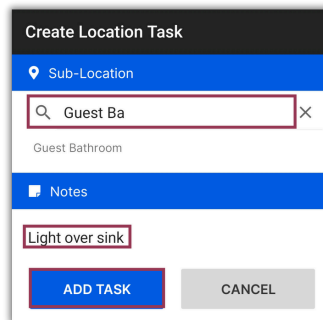 Create Location Task
Sub-Location
Guest Ba
Guest Bathroom
Notes
Light over sink
ADD TASK CANCEL